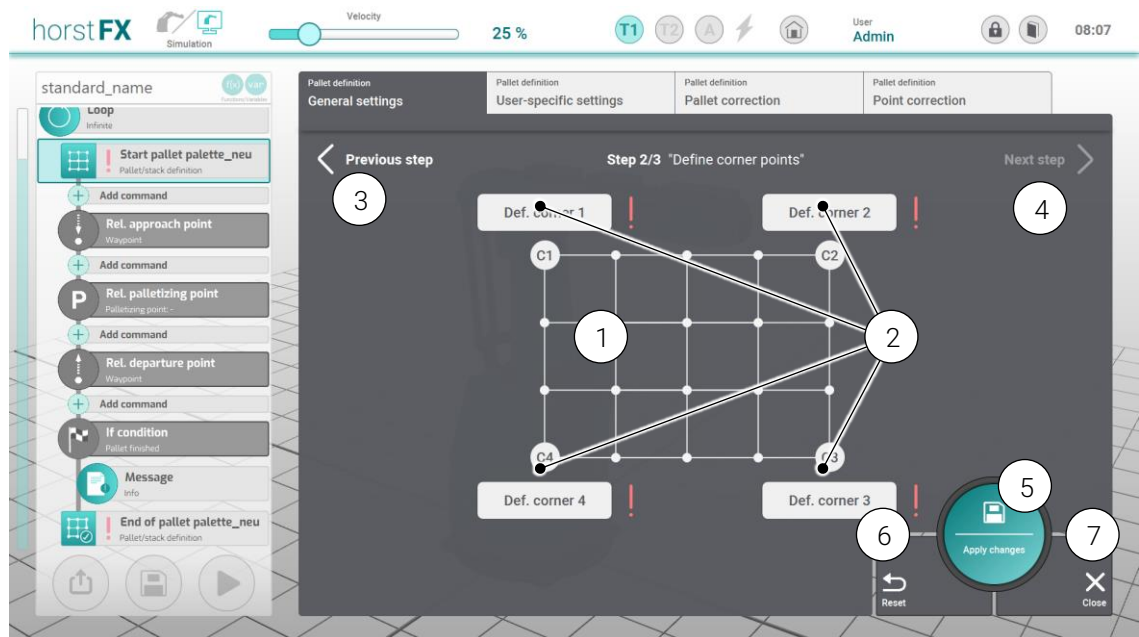 horstFX
Simulation
Velocity
25 %
T1
T2
A
User
Admin
08:07
standard_name
f(x)
var
Functions/Variables
Loop
Infinite
Start pallet palette_neu
Pallet/stack definition
Add command
Rel. approach point
Waypoint
Add command
P
Rel. palletizing point
Palletizing point: -
Add command
Rel. departure point
Waypoint
Add command
If condition
Pallet finished
Message
Info
End of pallet palette_neu
Pallet/stack definition
Pallet definition
General settings
Pallet definition
User-specific settings
Pallet definition
Pallet correction
Pallet definition
Point correction
Previous step
Step 2/3 "Define corner points"
Next step
3
4
Def. corner 1
!
Def. corner 2
!
C1
C2
1
2
C4
C3
Def. corner 4
!
Def. corner 3
!
5
6
7
Apply changes
Reset
Close